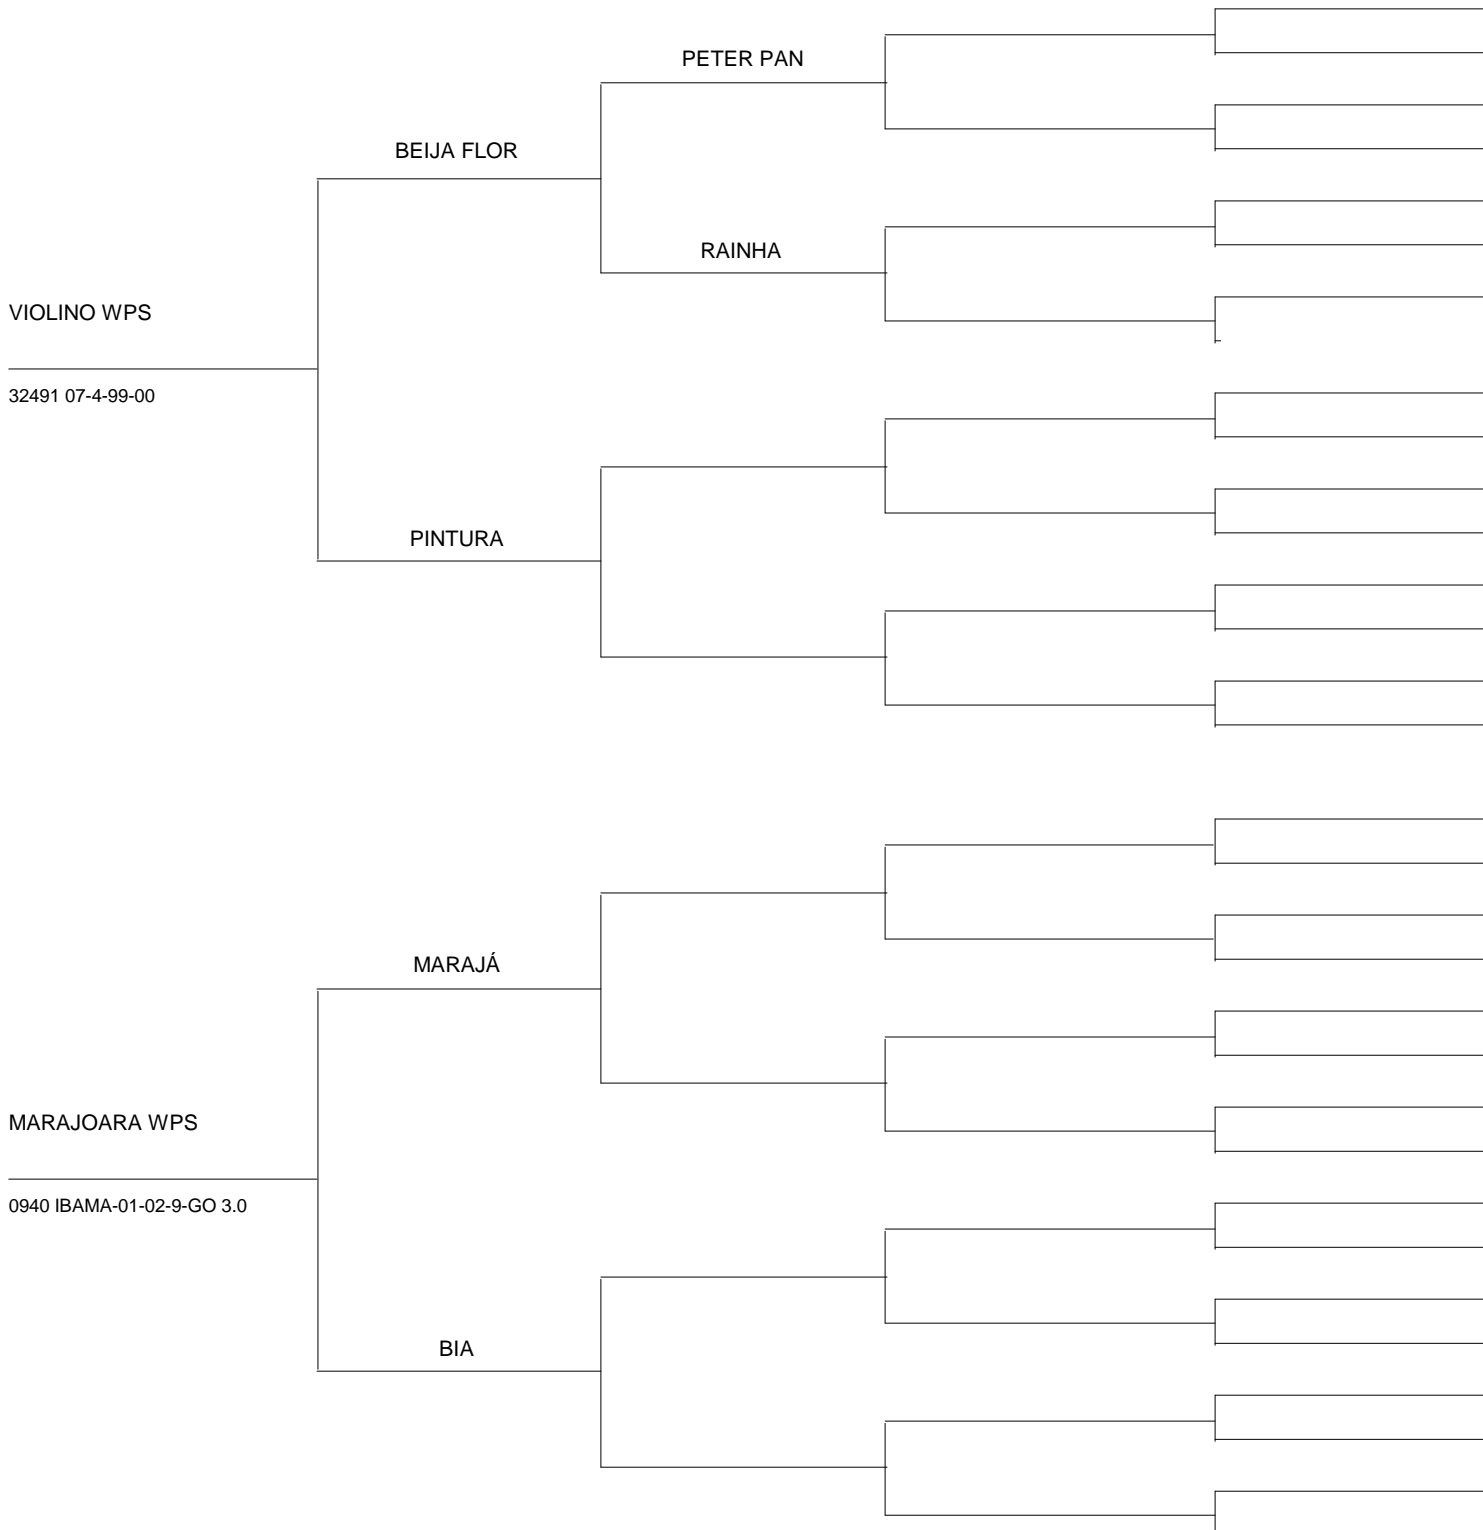 PETER PAN
BEIJA FLOR
RAINHA
VIOLINO WPS
32491 07-4-99-00
PINTURA
MARAJÁ
MARAJOARA WPS
0940 IBAMA-01-02-9-GO 3.0
BIA